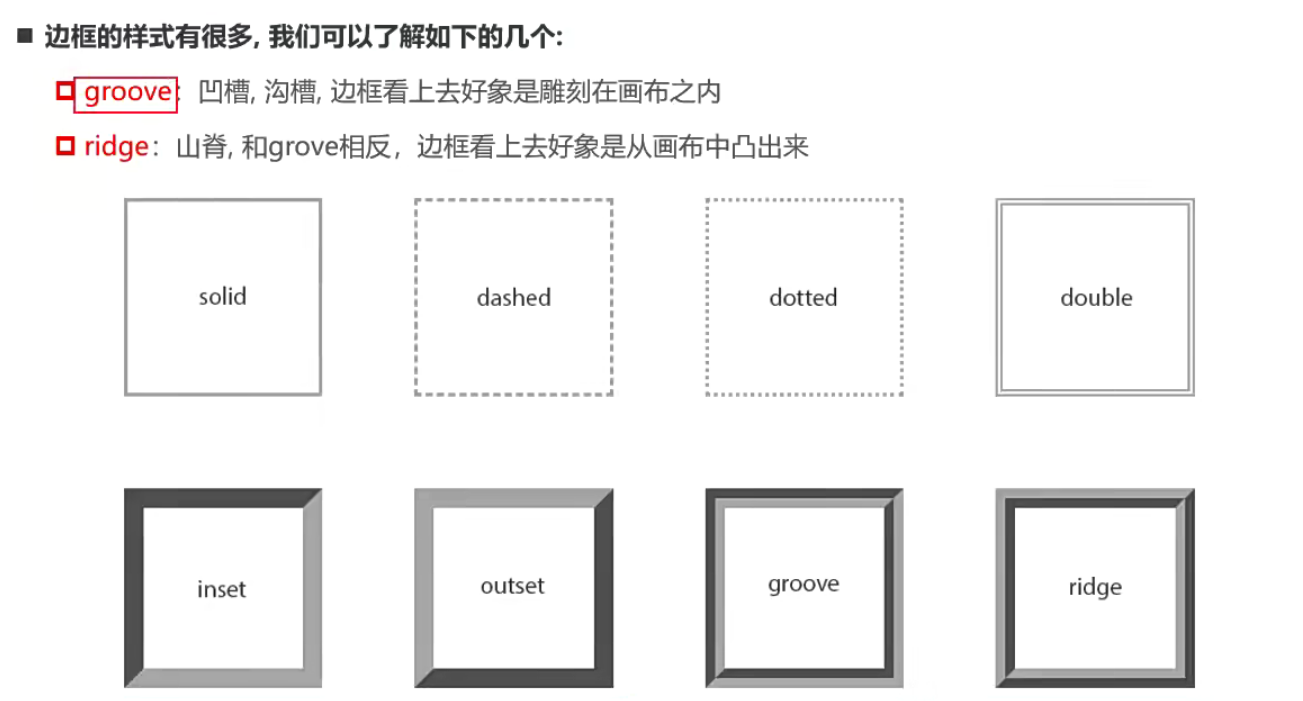 边框的样式有很多, 我们可以了解如下的几个:
groove: 凹槽, 沟槽, 边框看上去好象是雕刻在画布之内
ridge：山脊, 和grove相反，边框看上去好象是从画布中凸出来
solid dashed dotted double
inset outset groove ridge